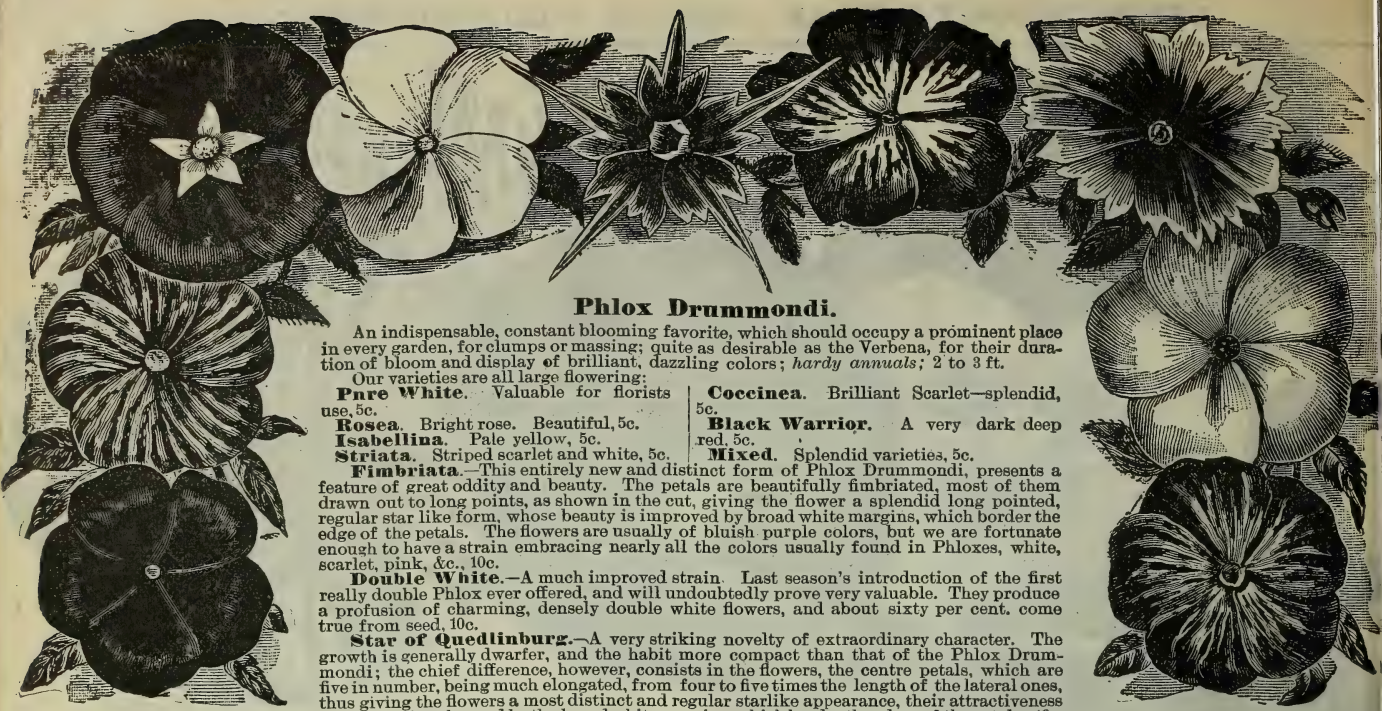 Phlox Drummondi.
An indispensable, constant blooming favorite, which should occupy a prominent place
in every garden, for clumps or massing; quite as desirable as the Verbena, for their dura-
tion of bloom and display of brilliant, dazzling colors; hardy annuals; 2 to 3 ft.
Our varieties are all large flowering:
Pure White. Valuable for florists
use, 5c.
Rosea. Bright rose. Beautiful, 5c.
Isabellina. Pale yellow, 5c.
Striata. Striped scarlet and white, 5c.
Coccinea. Brilliant Scarlet—splendid,
5c.
Black Warrior. A very dark deep
red, 5c.
Mixed. Splendid varieties, 5c.
Fimbriata.—This entirely new and distinct form of Phlox Drummondi, presents a
feature of great oddity and beauty. The petals are beautifully fimbriated, most of them
drawn out to long points, as shown in the cut, giving the flower a splendid long pointed,
regular star like form, whose beauty is improved by broad white margins, which border the
edge of the petals. The flowers are usually of bluish purple colors, but we are fortunate
enough to have a strain embracing nearly all the colors usually found in Phloxes, white,
scarlet, pink, &c., 10c.
Double White.—A much improved strain. Last season's introduction of the first
really double Phlox ever offered, and will undoubtedly prove very valuable. They produce
a profusion of charming, densely double white flowers, and about sixty per cent. come
true from seed, 10c.
Star of Quedlinburg.—A very striking novelty of extraordinary character. The
growth is generally dwarfer, and the habit more compact than that of the Phlox Drum-
mondi; the chief difference, however, consists in the flowers, the centre petals, which are
five in number, being much elongated, from four to five times the length of the lateral ones,
thus giving the flowers a most distinct and regular starlike appearance, their attractiveness